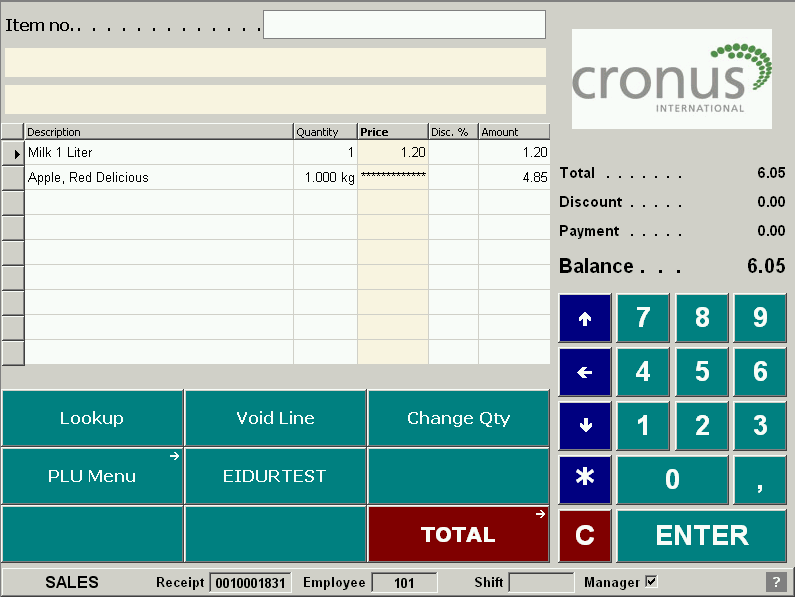 Item no. . . . . . . . . . . . . .
cronus
INTERNATIONAL
Description Quantity Price Disc. % Amount
Milk 1 Liter 1 1.20 1.20
Apple, Red Delicious 1.000 kg ************* 4.85
Total . . . . . . . 6.05
Discount . . . . . 0.00
Payment . . . . . 0.00
Balance . . . 6.05
↑ 7 8 9
← 4 5 6
↓ 1 2 3
* 0 ,
C ENTER
Lookup Void Line Change Qty
PLU Menu → EIDURTEST
TOTAL →
SALES Receipt 0010001831 Employee 101 Shift Manager ?